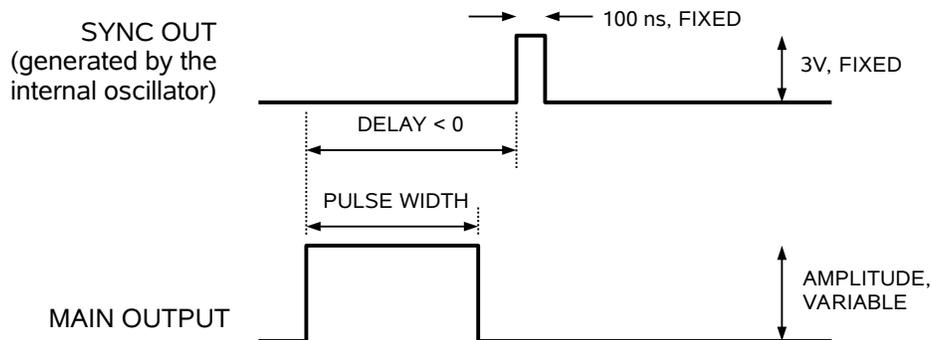 SYNC OUT
(generated by the
internal oscillator)
100 ns, FIXED
3V, FIXED
DELAY < 0
PULSE WIDTH
AMPLITUDE,
VARIABLE
MAIN OUTPUT